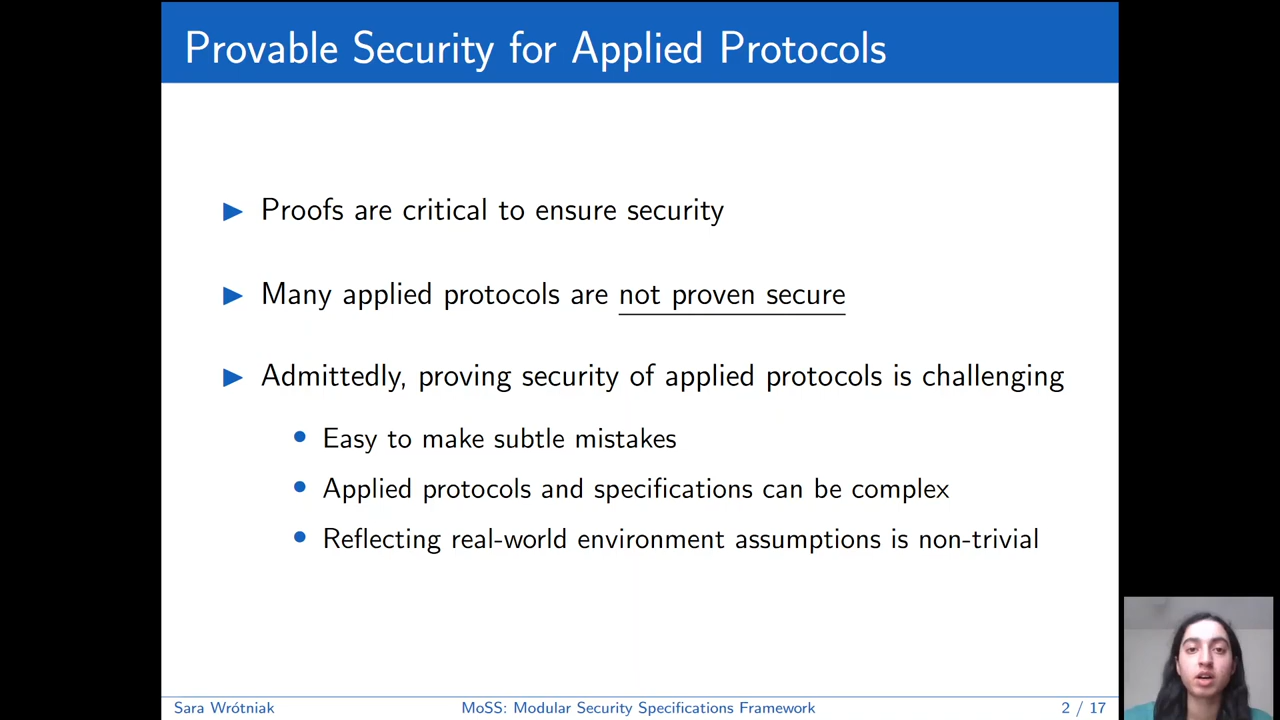 Provable Security for Applied Protocols
Proofs are critical to ensure security
Many applied protocols are not proven secure
Admittedly, proving security of applied protocols is challenging
Easy to make subtle mistakes
Applied protocols and specifications can be complex
Reflecting real-world environment assumptions is non-trivial
Sara Wrótniak MoSS: Modular Security Specifications Framework 2 / 17